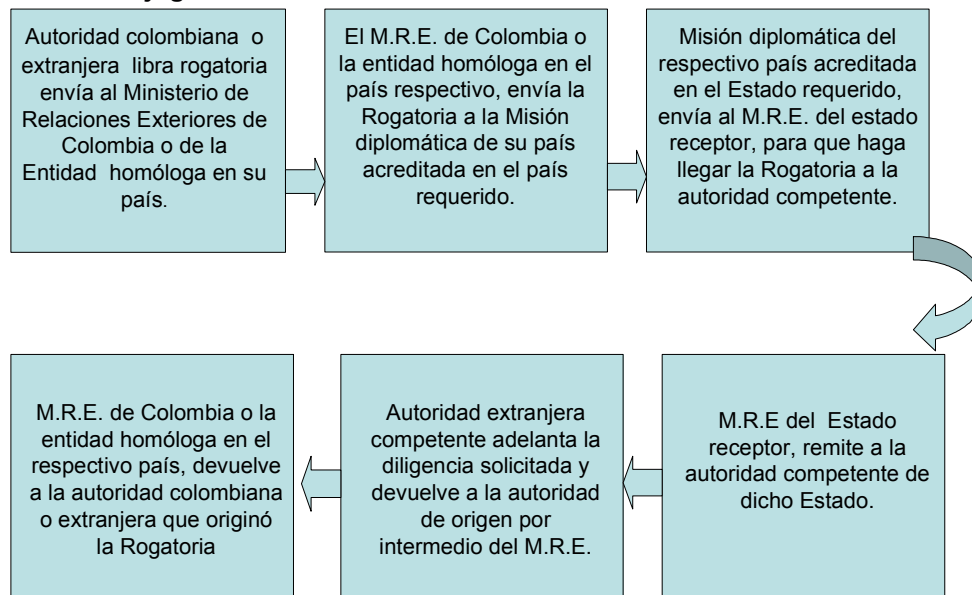 Autoridad colombiana o
extranjera libra rogatoria
envía al Ministerio de
Relaciones Exteriores de
Colombia o de la
Entidad homóloga en su
país.
El M.R.E. de Colombia o
la entidad homóloga en el
país respectivo, envía la
Rogatoria a la Misión
diplomática de su país
acreditada en el país
requerido.
Misión diplomática del
respectivo país acreditada
en el Estado requerido,
envía al M.R.E. del estado
receptor, para que haga
llegar la Rogatoria a la
autoridad competente.
M.R.E del Estado
receptor, remite a la
autoridad competente de
dicho Estado.
Autoridad extranjera
competente adelanta la
diligencia solicitada y
devuelve a la autoridad
de origen por
intermedio del M.R.E.
M.R.E. de Colombia o la
entidad homóloga en el
respectivo país, devuelve
a la autoridad colombiana
o extranjera que originó
la Rogatoria